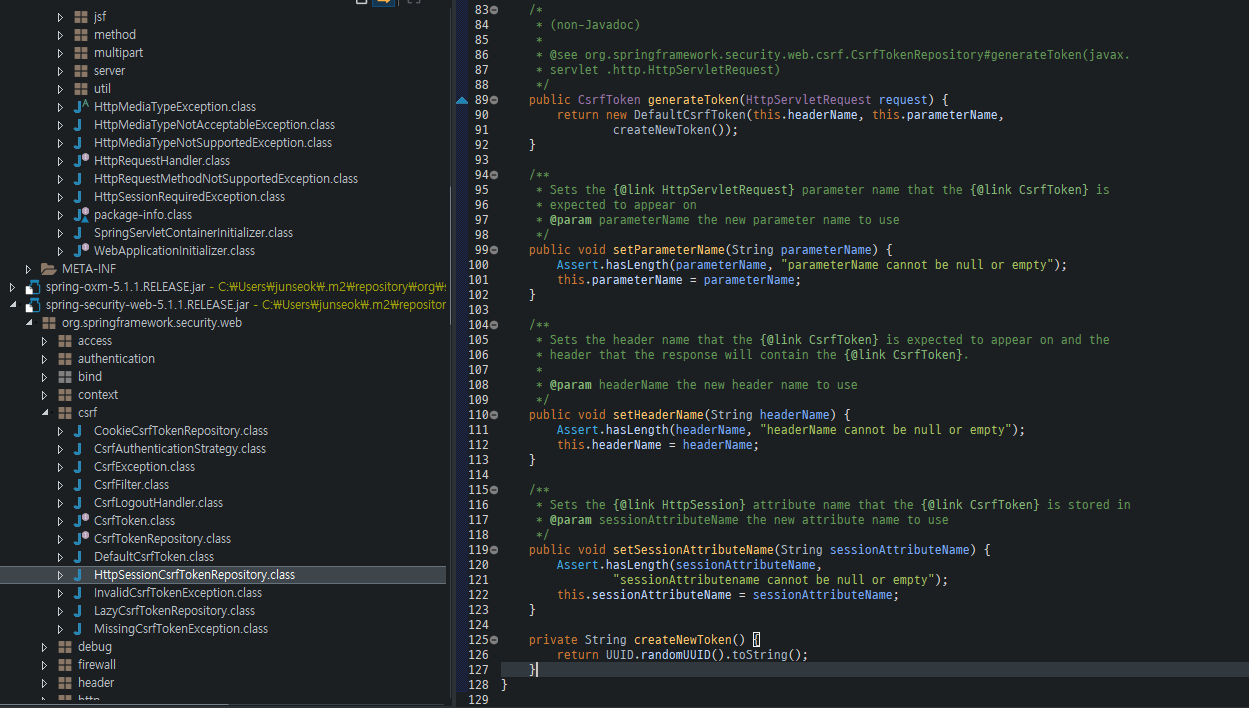 jsf
method
multipart
server
util
HttpMediaTypeException.class
HttpMediaTypeNotAcceptableException.class
HttpMediaTypeNotSupportedException.class
HttpRequestHandler.class
HttpRequestMethodNotSupportedException.class
HttpSessionRequiredException.class
package-info.class
SpringServletContainerInitializer.class
WebApplicationInitializer.class
META-INF
spring-oxm-5.1.1.RELEASE.jar - C:₩Users₩junseok₩.m2₩repository₩org₩s
spring-security-web-5.1.1.RELEASE.jar - C:₩Users₩junseok₩.m2₩repositor
org.springframework.security.web
access
authentication
bind
context
csrf
CookieCsrfTokenRepository.class
CsrfAuthenticationStrategy.class
CsrfException.class
CsrfFilter.class
CsrfLogoutHandler.class
CsrfToken.class
CsrfTokenRepository.class
DefaultCsrfToken.class
HttpSessionCsrfTokenRepository.class
InvalidCsrfTokenException.class
LazyCsrfTokenRepository.class
MissingCsrfTokenException.class
debug
firewall
header
http
83 /*
84 * (non-Javadoc)
85 *
86 * @see org.springframework.security.web.csrf.CsrfTokenRepository#generateToken(javax.
87 * servlet .http.HttpServletRequest)
88 */
89 public CsrfToken generateToken(HttpServletRequest request) {
90 return new DefaultCsrfToken(this.headerName, this.parameterName,
91 createNewToken());
92 }
93
94 /**
95 * Sets the {@link HttpServletRequest} parameter name that the {@link CsrfToken} is
96 * expected to appear on
97 * @param parameterName the new parameter name to use
98 */
99 public void setParameterName(String parameterName) {
100 Assert.hasLength(parameterName, "parameterName cannot be null or empty");
101 this.parameterName = parameterName;
102 }
103
104 /**
105 * Sets the header name that the {@link CsrfToken} is expected to appear on and the
106 * header that the response will contain the {@link CsrfToken}.
107 *
108 * @param headerName the new header name to use
109 */
110 public void setHeaderName(String headerName) {
111 Assert.hasLength(headerName, "headerName cannot be null or empty");
112 this.headerName = headerName;
113 }
114
115 /**
116 * Sets the {@link HttpSession} attribute name that the {@link CsrfToken} is stored in
117 * @param sessionAttributeName the new attribute name to use
118 */
119 public void setSessionAttributeName(String sessionAttributeName) {
120 Assert.hasLength(sessionAttributeName,
121 "sessionAttributename cannot be null or empty");
122 this.sessionAttributeName = sessionAttributeName;
123 }
124
125 private String createNewToken() {
126 return UUID.randomUUID().toString();
127 }
128 }
129